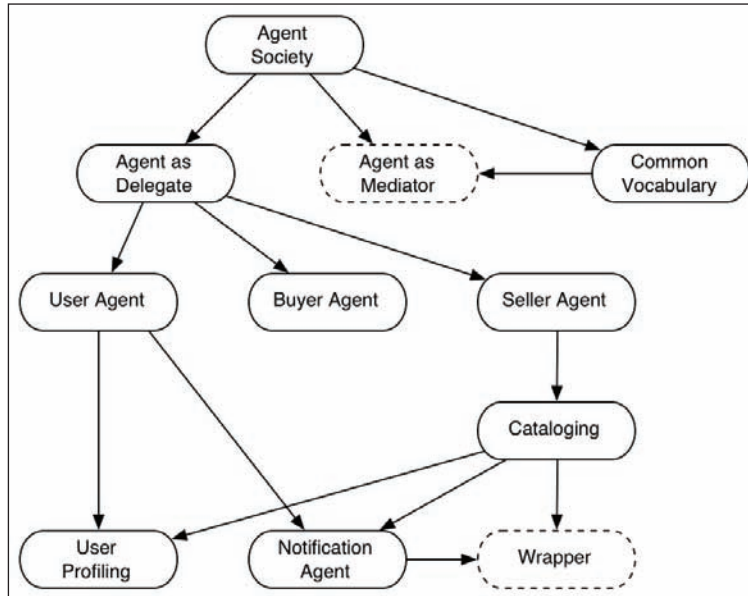 Agent
Society
Agent as
Delegate
Agent as
Mediator
Common
Vocabulary
User Agent
Buyer Agent
Seller Agent
Cataloging
User
Profiling
Notification
Agent
Wrapper